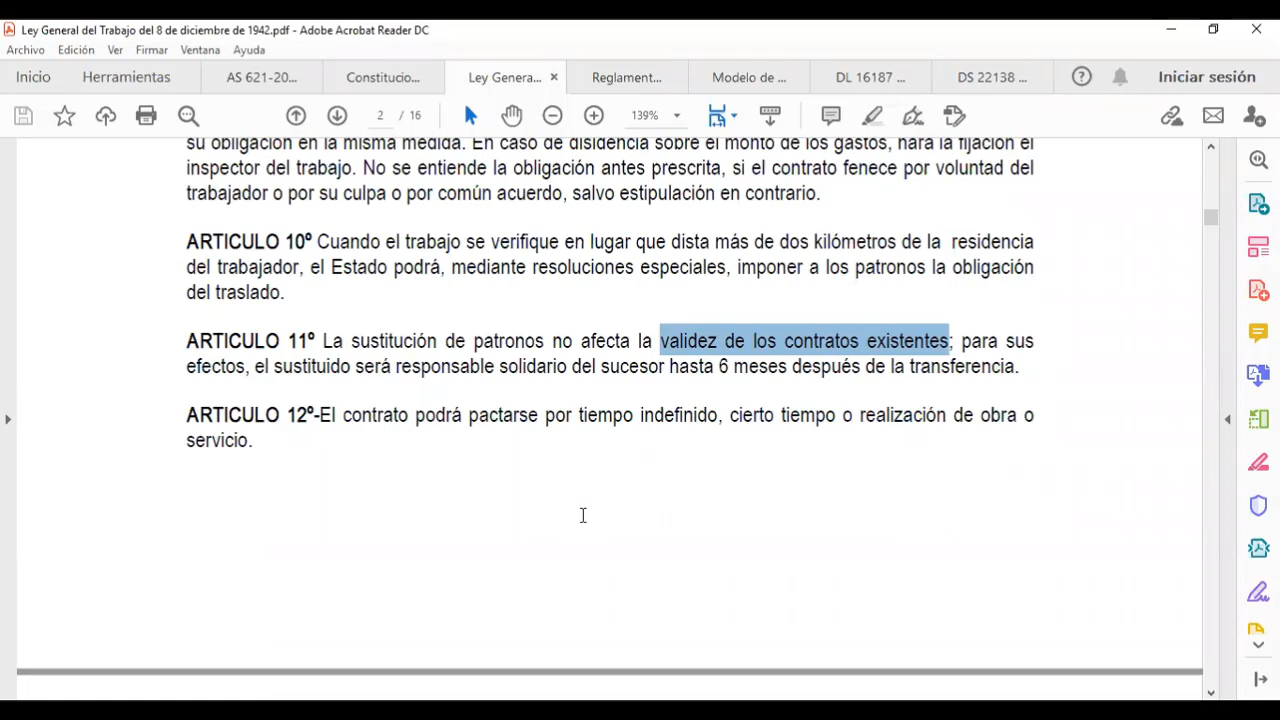 Ley General del Trabajo del 8 de diciembre de 1942.pdf - Adobe Acrobat Reader DC
Archivo Edición Ver Firmar Ventana Ayuda
Inicio Herramientas AS 621-20... Constitucio... Ley Genera... × Reglament... Modelo de ... DL 16187 ... DS 22138 ... Iniciar sesión
2 / 16 139%
su obligación en la misma medida. En caso de disidencia sobre el monto de los gastos, hará la fijación el
inspector del trabajo. No se entiende la obligación antes prescrita, si el contrato fenece por voluntad del
trabajador o por su culpa o por común acuerdo, salvo estipulación en contrario.
ARTICULO 10º Cuando el trabajo se verifique en lugar que dista más de dos kilómetros de la residencia
del trabajador, el Estado podrá, mediante resoluciones especiales, imponer a los patronos la obligación
del traslado.
ARTICULO 11º La sustitución de patronos no afecta la validez de los contratos existentes; para sus
efectos, el sustituido será responsable solidario del sucesor hasta 6 meses después de la transferencia.
ARTICULO 12º-El contrato podrá pactarse por tiempo indefinido, cierto tiempo o realización de obra o
servicio.